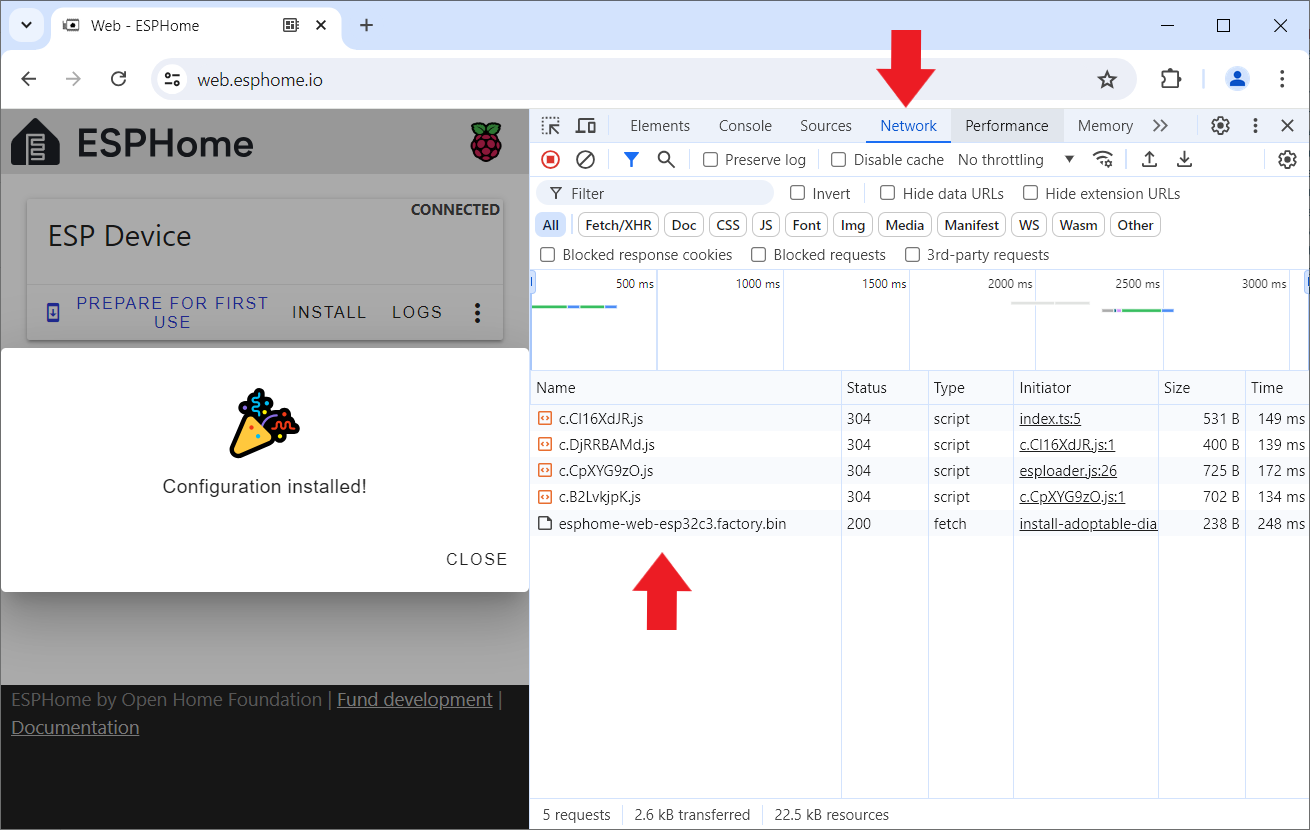 Web - ESPHome
web.esphome.io
ESPHome
CONNECTED
ESP Device
PREPARE FOR FIRST
USE
INSTALL
LOGS
Configuration installed!
CLOSE
ESPHome by Open Home Foundation | Fund development |
Documentation
Elements Console Sources Network Performance Memory
Preserve log Disable cache No throttling
Filter Invert Hide data URLs Hide extension URLs
All Fetch/XHR Doc CSS JS Font Img Media Manifest WS Wasm Other
Blocked response cookies Blocked requests 3rd-party requests
500 ms 1000 ms 1500 ms 2000 ms 2500 ms 3000 ms
Name Status Type Initiator Size Time
c.Cl16XdJR.js 304 script index.ts:5 531 B 149 ms
c.DjRRBAMd.js 304 script c.Cl16XdJR.js:1 400 B 139 ms
c.CpXYG9zO.js 304 script esploader.js:26 725 B 172 ms
c.B2LvkjpK.js 304 script c.CpXYG9zO.js:1 702 B 134 ms
esphome-web-esp32c3.factory.bin 200 fetch install-adoptable-dia 238 B 248 ms
5 requests 2.6 kB transferred 22.5 kB resources